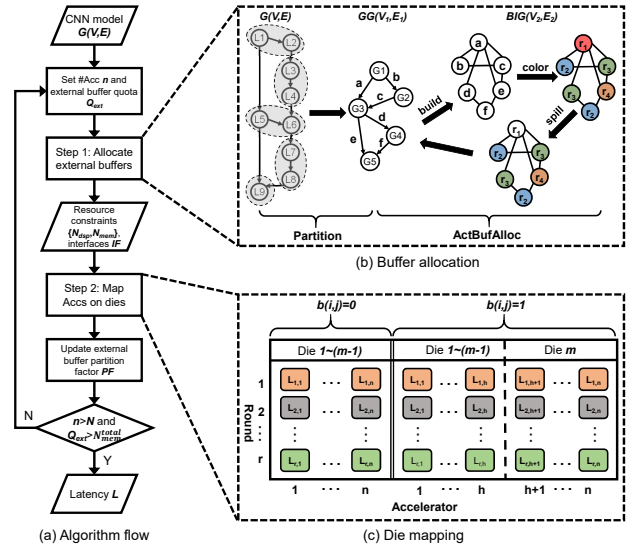 CNN model
G(V,E)
Set #Acc n and
external buffer quota
Q_ext
Step 1: Allocate
external buffers
Resource
constraints
{N_dsp,N_mem},
interfaces IF
Step 2: Map
Accs on dies
Update external
buffer partition
factor PF
N
n>N and
Q_ext>N_mem^total
Y
Latency L
(a) Algorithm flow
G(V,E)
GG(V₁,E₁)
BIG(V₂,E₂)
L1
L2
L3
L4
L5
L6
L7
L8
L9
G1
a
b
G2
c
G3
d
G4
e
f
G5
build
a
b
c
d
e
f
color
r₁
r₂
r₃
r₃
r₄
r₂
spill
r₁
r₂
r₃
r₃
r₄
r₂
Partition
ActBufAlloc
(b) Buffer allocation
b(i,j)=0
b(i,j)=1
Die 1~(m-1)
Die 1~(m-1)
Die m
Round
1
L₁,₁ ··· L₁,n
L₁,₁ ··· L₁,h
L₁,h+1 ··· L₁,n
2
L₂,₁ ··· L₂,n
L₂,₁ ··· L₂,h
L₂,h+1 ··· L₂,n
r
Lr,₁ ··· Lr,n
Lr,₁ ··· Lr,h
Lr,h+1 ··· Lr,n
1 ··· n
1 ··· h
h+1 ··· n
Accelerator
(c) Die mapping